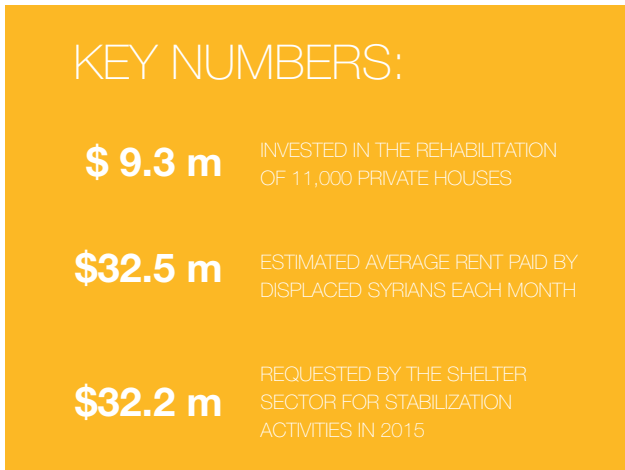 KEY NUMBERS:
$ 9.3 m
INVESTED IN THE REHABILITATION
OF 11,000 PRIVATE HOUSES
$32.5 m
ESTIMATED AVERAGE RENT PAID BY
DISPLACED SYRIANS EACH MONTH
$32.2 m
REQUESTED BY THE SHELTER
SECTOR FOR STABILIZATION
ACTIVITIES IN 2015